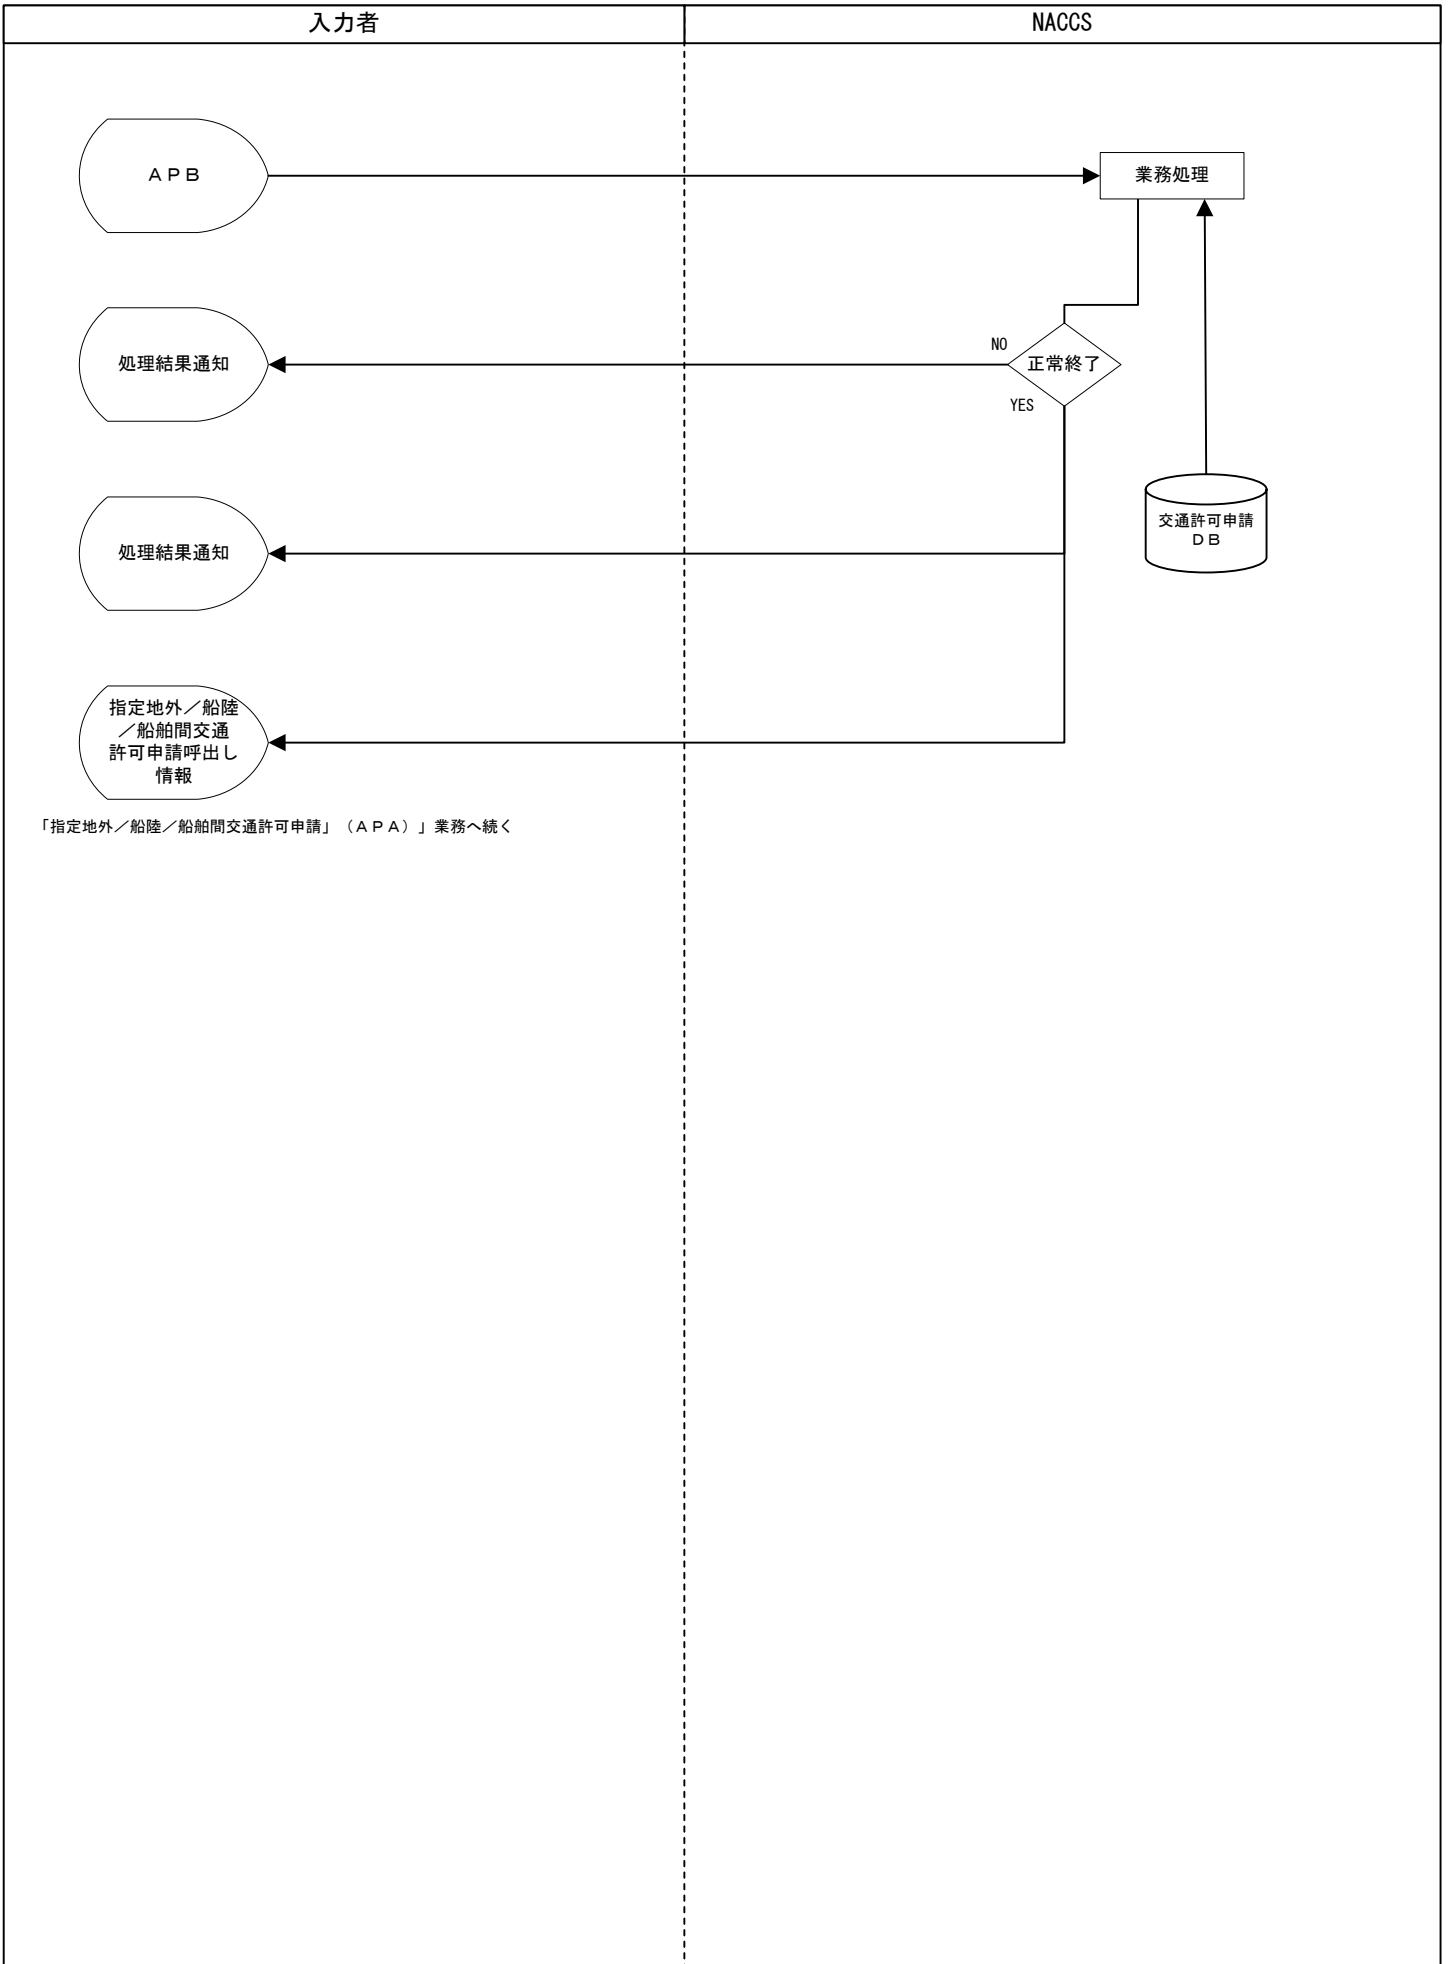 入力者
NACCS
ＡＰＢ
業務処理
処理結果通知
NO
正常終了
YES
処理結果通知
交通許可申請
ＤＢ
指定地外／船陸
／船舶間交通
許可申請呼出し
情報
「指定地外／船陸／船舶間交通許可申請」（ＡＰＡ）」業務へ続く